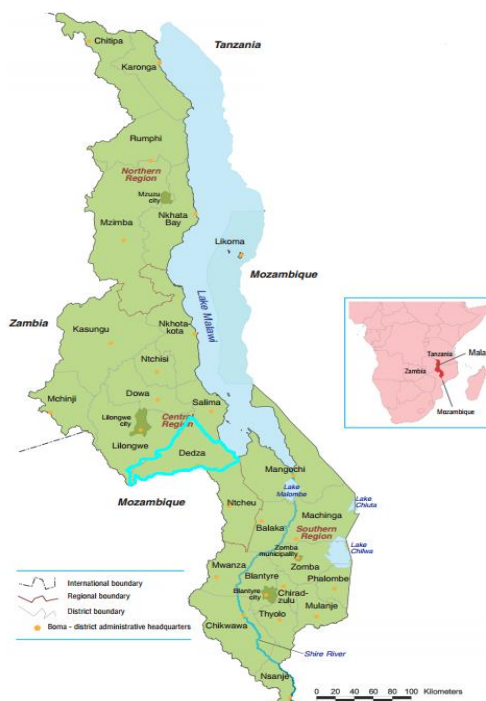 Tanzania
Chitipa
Karonga
Rumphi
Northern
Region
Mzuzu
city
Nkhata
Bay
Mzimba
Likoma
Mozambique
Lake Malawi
Zambia
Nkhota-
kota
Kasungu
Ntchisi
Dowa
Mchinji
Salima
Lilongwe
city
Central
Region
Lilongwe
Dedza
Mozambique
Mangochi
Lake
Malombe
Lake
Chiuta
Ntcheu
Machinga
Balaka
Southern
Region
Lake
Chilwa
Zomba
municipality
Zomba
Mwanza
Blantyre
Phalombe
Blantyre
city
Chirad-
zulu
Thyolo
Mulanje
Chikwawa
Shire River
Nsanje
Tanzania
Mala
Zambia
Mozambique
International boundary
Regional boundary
District boundary
Boma - district administrative headquarters
0 20 40 60 80 100 Kilometers